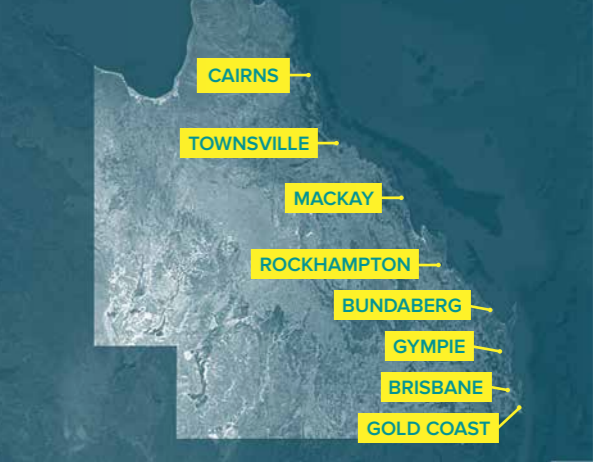 CAIRNS
TOWNSVILLE
MACKAY
ROCKHAMPTON
BUNDABERG
GYMPIE
BRISBANE
GOLD COAST